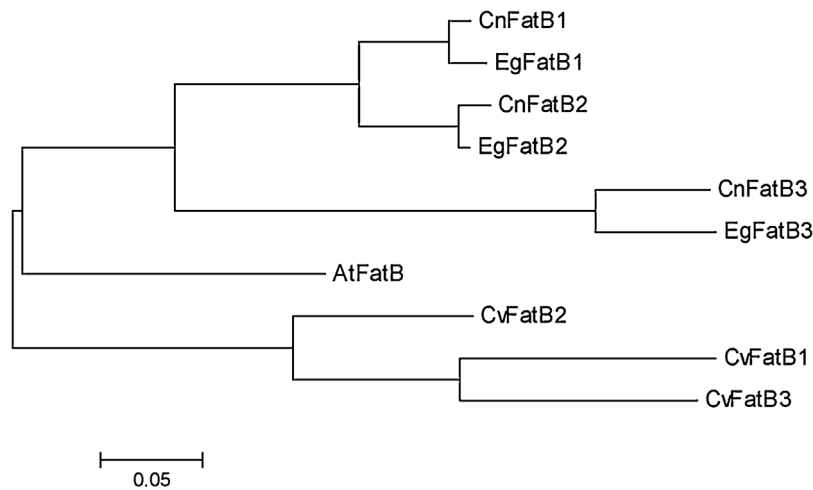 CnFatB1
EgFatB1
CnFatB2
EgFatB2
CnFatB3
EgFatB3
AtFatB
CvFatB2
CvFatB1
CvFatB3
0.05